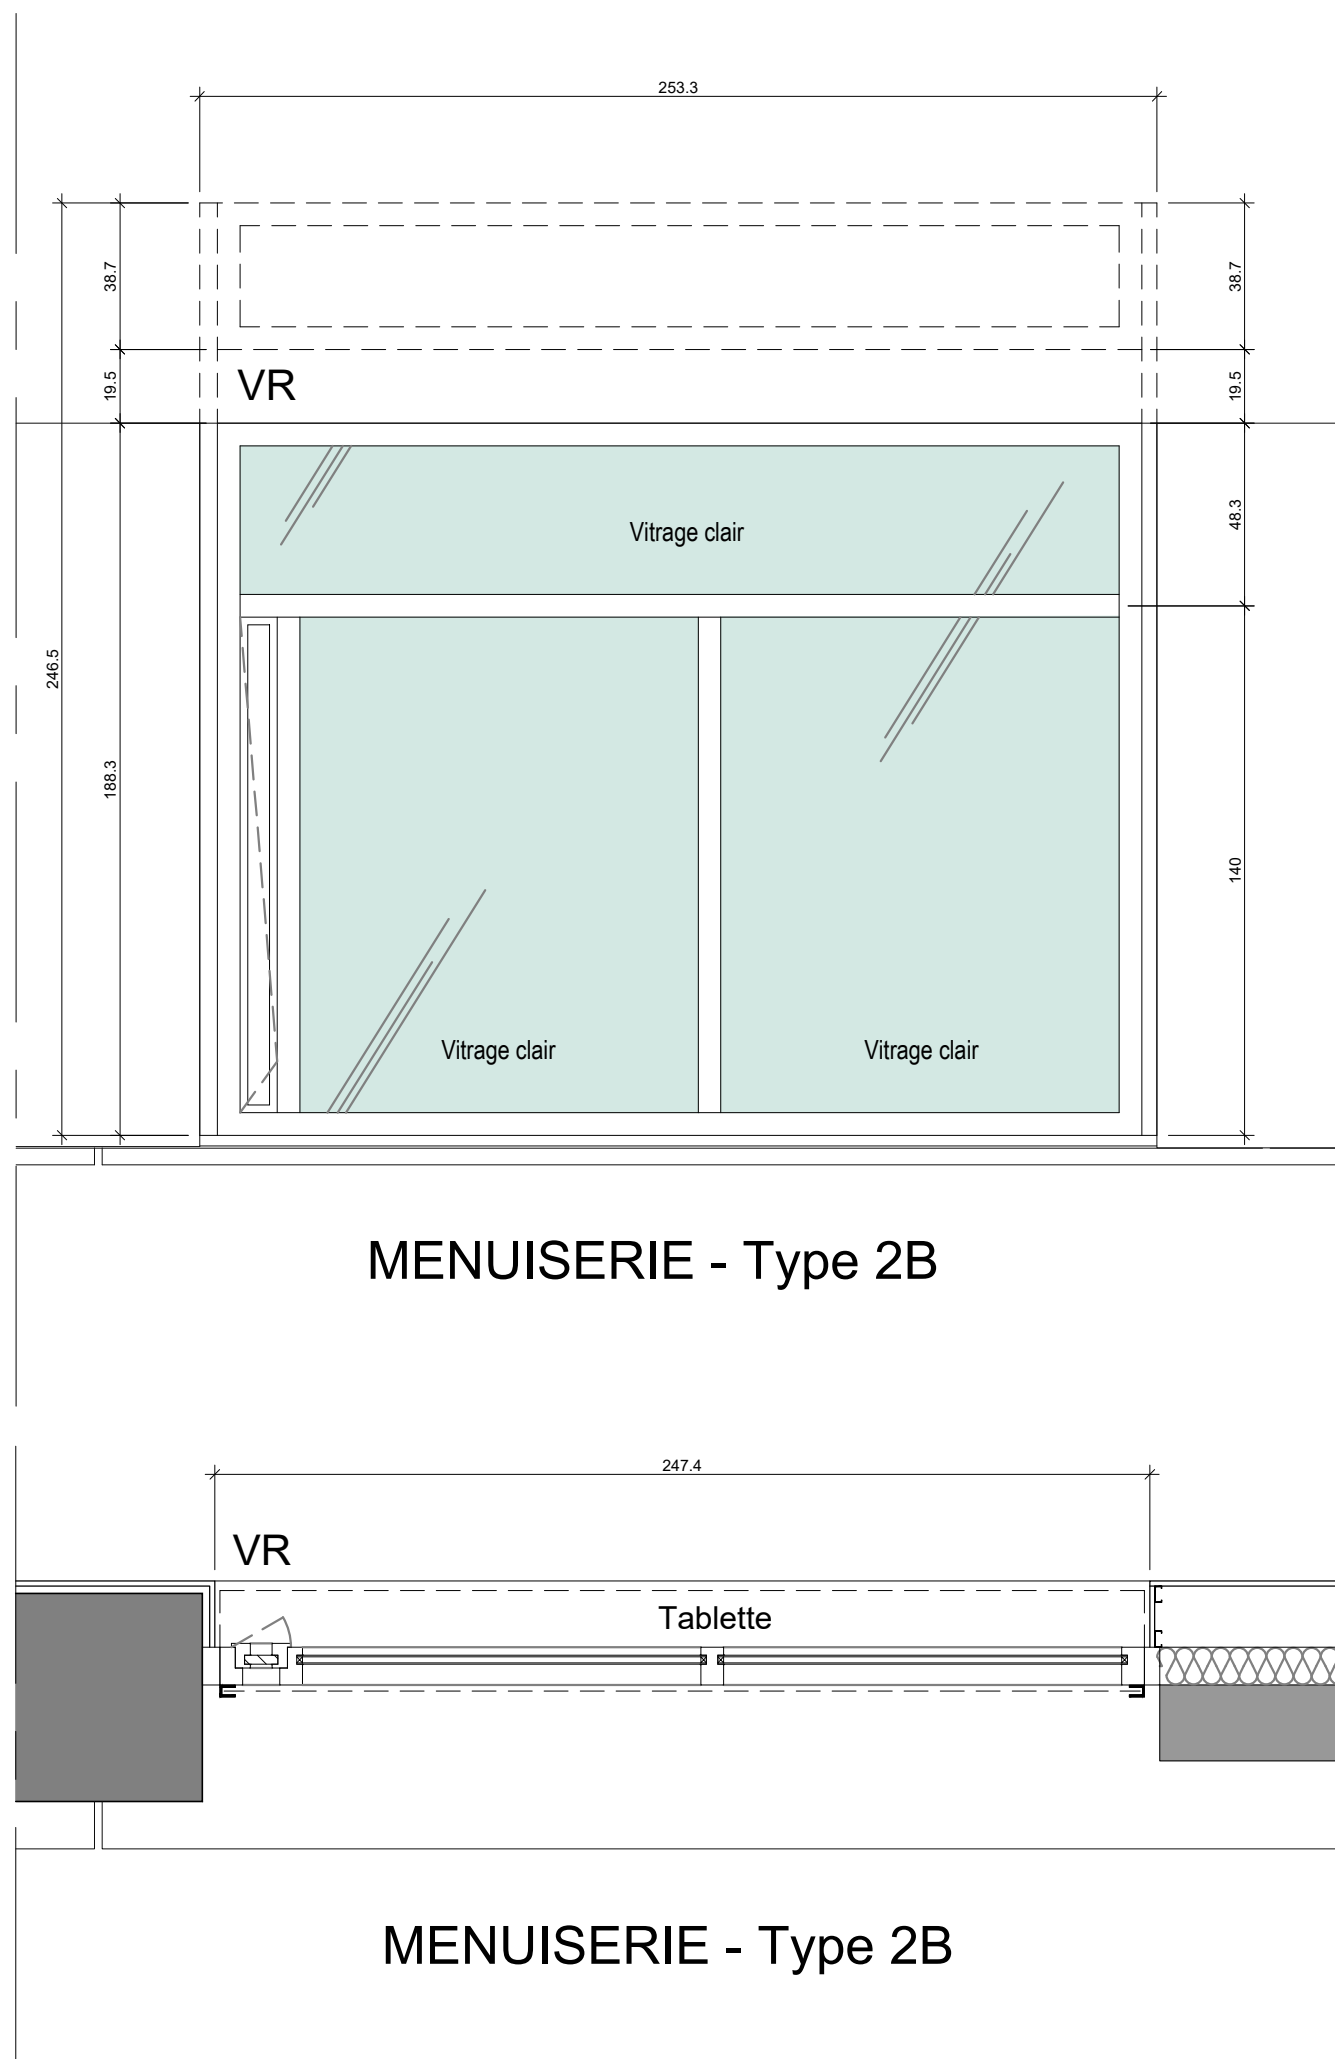 253.3
38.7
38.7
19.5
VR
19.5
Vitrage clair
48.3
246.5
188.3
140
Vitrage clair
Vitrage clair
MENUISERIE - Type 2B
247.4
VR
Tablette
MENUISERIE - Type 2B